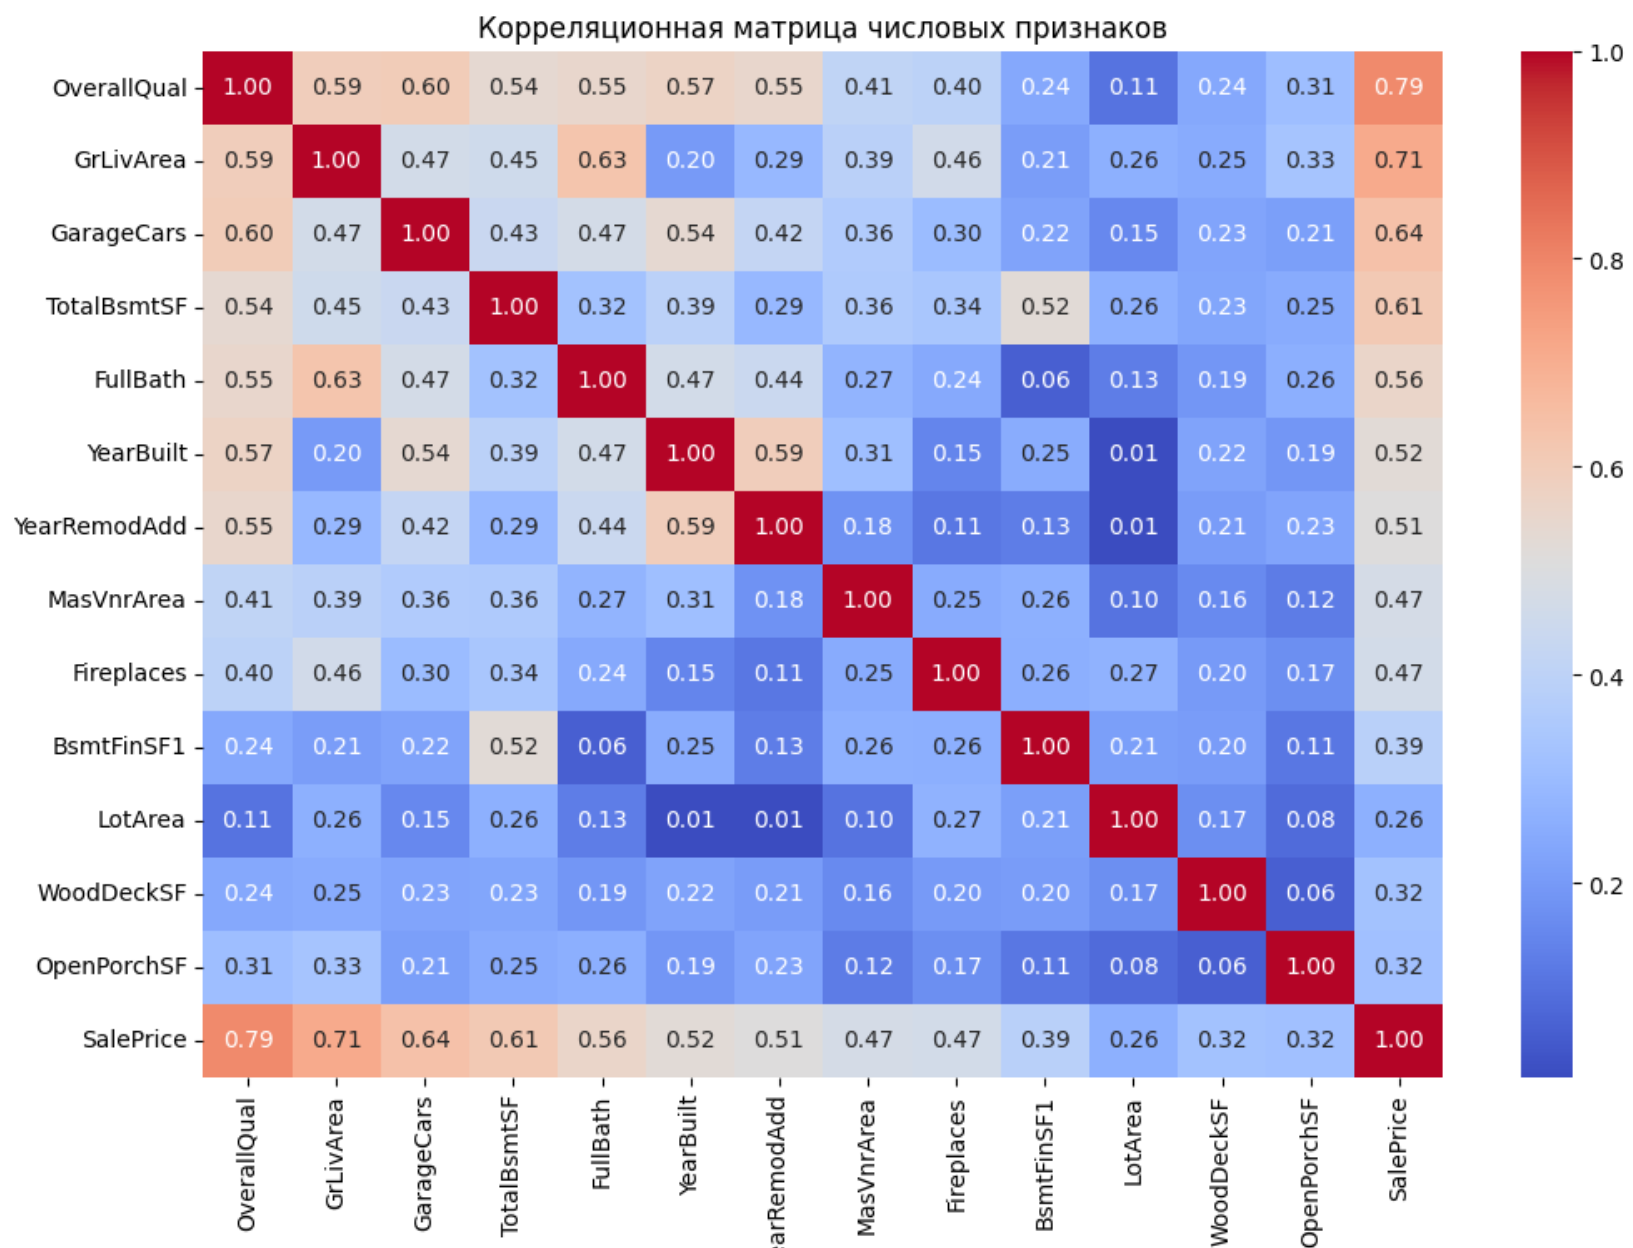 Корреляционная матрица числовых признаков
OverallQual 1.00 0.59 0.60 0.54 0.55 0.57 0.55 0.41 0.40 0.24 0.11 0.24 0.31 0.79
GrLivArea 0.59 1.00 0.47 0.45 0.63 0.20 0.29 0.39 0.46 0.21 0.26 0.25 0.33 0.71
GarageCars 0.60 0.47 1.00 0.43 0.47 0.54 0.42 0.36 0.30 0.22 0.15 0.23 0.21 0.64
TotalBsmtSF 0.54 0.45 0.43 1.00 0.32 0.39 0.29 0.36 0.34 0.52 0.26 0.23 0.25 0.61
FullBath 0.55 0.63 0.47 0.32 1.00 0.47 0.44 0.27 0.24 0.06 0.13 0.19 0.26 0.56
YearBuilt 0.57 0.20 0.54 0.39 0.47 1.00 0.59 0.31 0.15 0.25 0.01 0.22 0.19 0.52
YearRemodAdd 0.55 0.29 0.42 0.29 0.44 0.59 1.00 0.18 0.11 0.13 0.01 0.21 0.23 0.51
MasVnrArea 0.41 0.39 0.36 0.36 0.27 0.31 0.18 1.00 0.25 0.26 0.10 0.16 0.12 0.47
Fireplaces 0.40 0.46 0.30 0.34 0.24 0.15 0.11 0.25 1.00 0.26 0.27 0.20 0.17 0.47
BsmtFinSF1 0.24 0.21 0.22 0.52 0.06 0.25 0.13 0.26 0.26 1.00 0.21 0.20 0.11 0.39
LotArea 0.11 0.26 0.15 0.26 0.13 0.01 0.01 0.10 0.27 0.21 1.00 0.17 0.08 0.26
WoodDeckSF 0.24 0.25 0.23 0.23 0.19 0.22 0.21 0.16 0.20 0.20 0.17 1.00 0.06 0.32
OpenPorchSF 0.31 0.33 0.21 0.25 0.26 0.19 0.23 0.12 0.17 0.11 0.08 0.06 1.00 0.32
SalePrice 0.79 0.71 0.64 0.61 0.56 0.52 0.51 0.47 0.47 0.39 0.26 0.32 0.32 1.00
OverallQual
GrLivArea
GarageCars
TotalBsmtSF
FullBath
YearBuilt
earRemodAdd
MasVnrArea
Fireplaces
BsmtFinSF1
LotArea
WoodDeckSF
OpenPorchSF
SalePrice
1.0
0.8
0.6
0.4
0.2